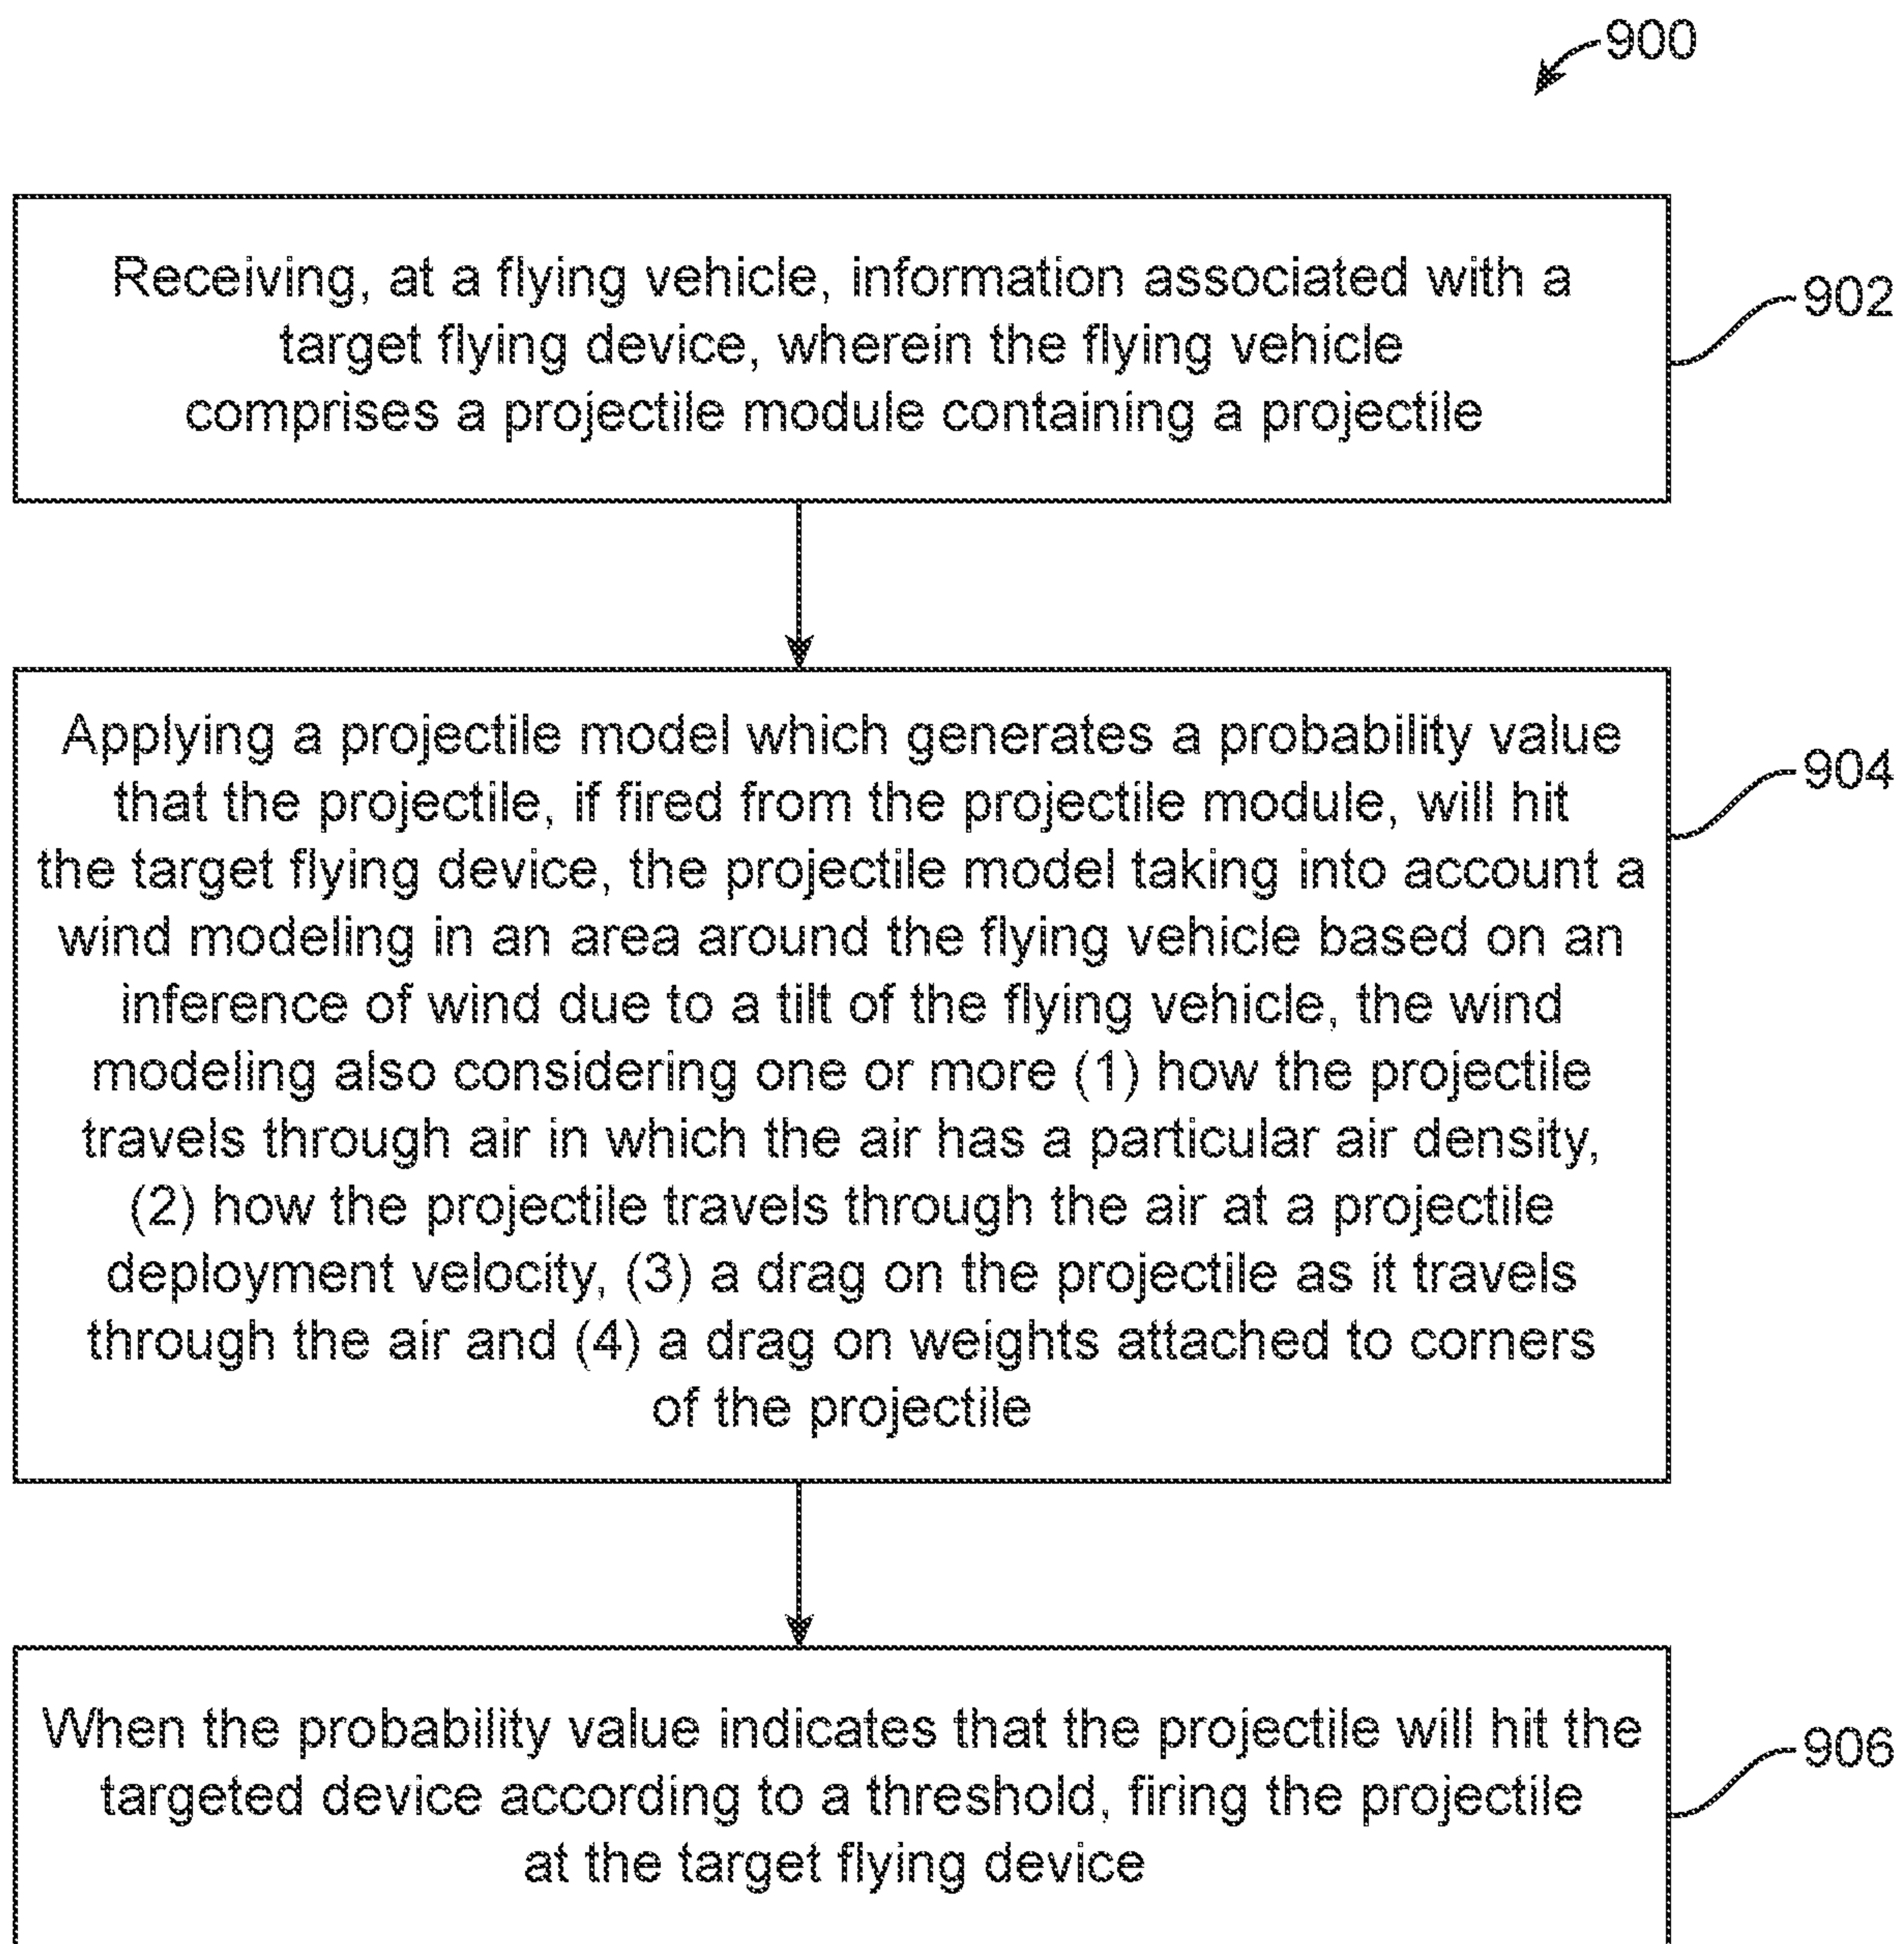 900
Receiving, at a flying vehicle, information associated with a
target flying device, wherein the flying vehicle
comprises a projectile module containing a projectile
902
Applying a projectile model which generates a probability value
that the projectile, if fired from the projectile module, will hit
the target flying device, the projectile model taking into account a
wind modeling in an area around the flying vehicle based on an
inference of wind due to a tilt of the flying vehicle, the wind
modeling also considering one or more (1) how the projectile
travels through air in which the air has a particular air density,
(2) how the projectile travels through the air at a projectile
deployment velocity, (3) a drag on the projectile as it travels
through the air and (4) a drag on weights attached to corners
of the projectile
904
When the probability value indicates that the projectile will hit the
targeted device according to a threshold, firing the projectile
at the target flying device
906